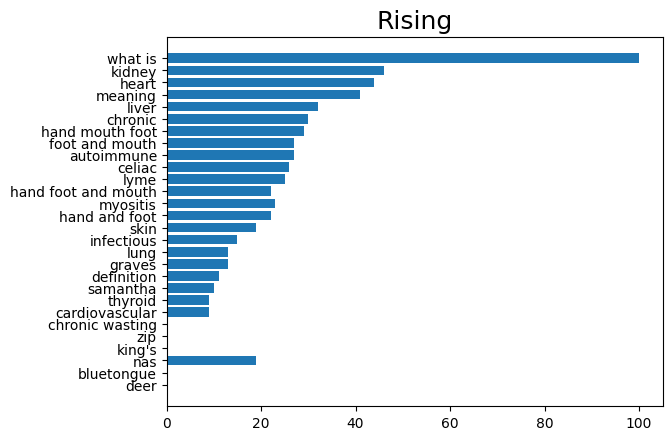 Rising
what is
kidney
heart
meaning
liver
chronic
hand mouth foot
foot and mouth
autoimmune
celiac
lyme
hand foot and mouth
myositis
hand and foot
skin
infectious
lung
graves
definition
samantha
thyroid
cardiovascular
chronic wasting
zip
king's
nas
bluetongue
deer
0 20 40 60 80 100